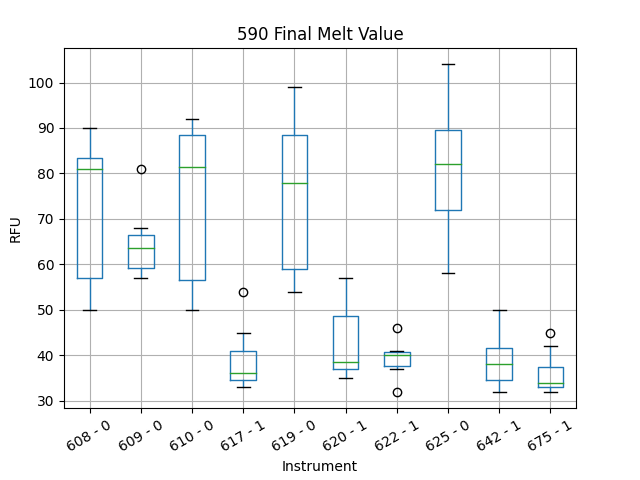 590 Final Melt Value
100
90
80
70
60
50
40
30
RFU
608 - 0
609 - 0
610 - 0
617 - 1
619 - 0
620 - 1
622 - 1
625 - 0
642 - 1
675 - 1
Instrument